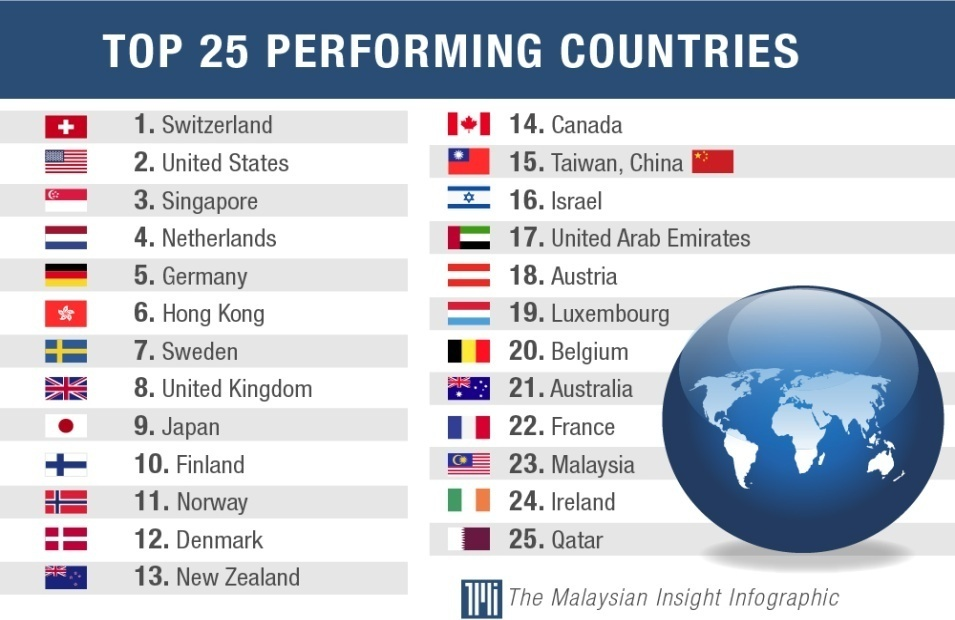 TOP 25 PERFORMING COUNTRIES
1. Switzerland
2. United States
3. Singapore
4. Netherlands
5. Germany
6. Hong Kong
7. Sweden
8. United Kingdom
9. Japan
10. Finland
11. Norway
12. Denmark
13. New Zealand
14. Canada
15. Taiwan, China
16. Israel
17. United Arab Emirates
18. Austria
19. Luxembourg
20. Belgium
21. Australia
22. France
23. Malaysia
24. Ireland
25. Qatar
TMi The Malaysian Insight Infographic